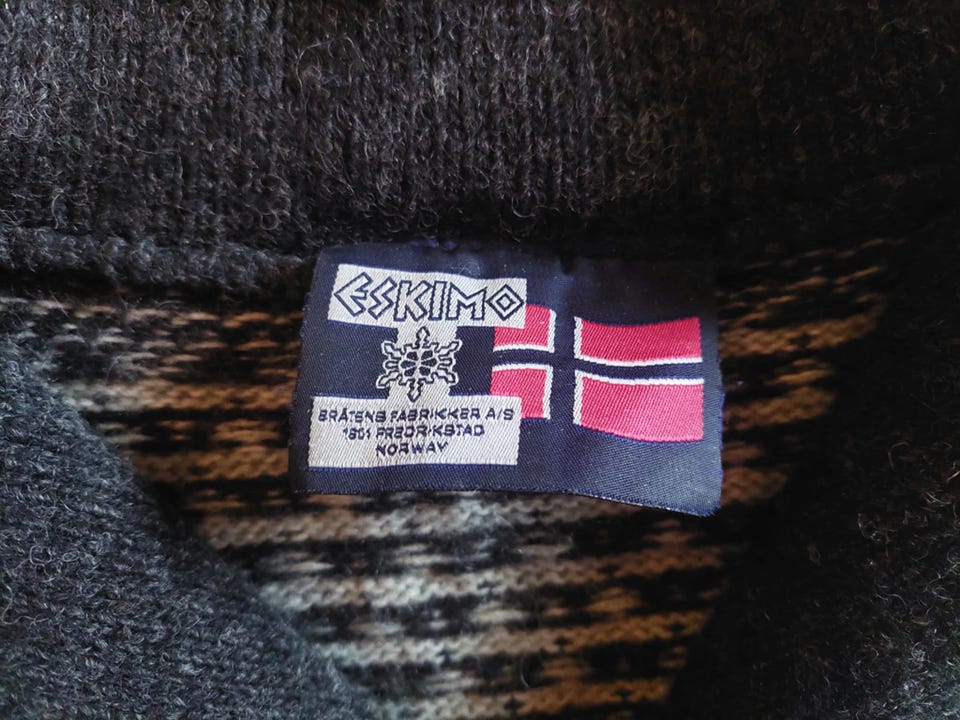 ESKIMO
BRÅTENS FABRIKKER A/S
1601 FREDRIKSTAD
NORWAY